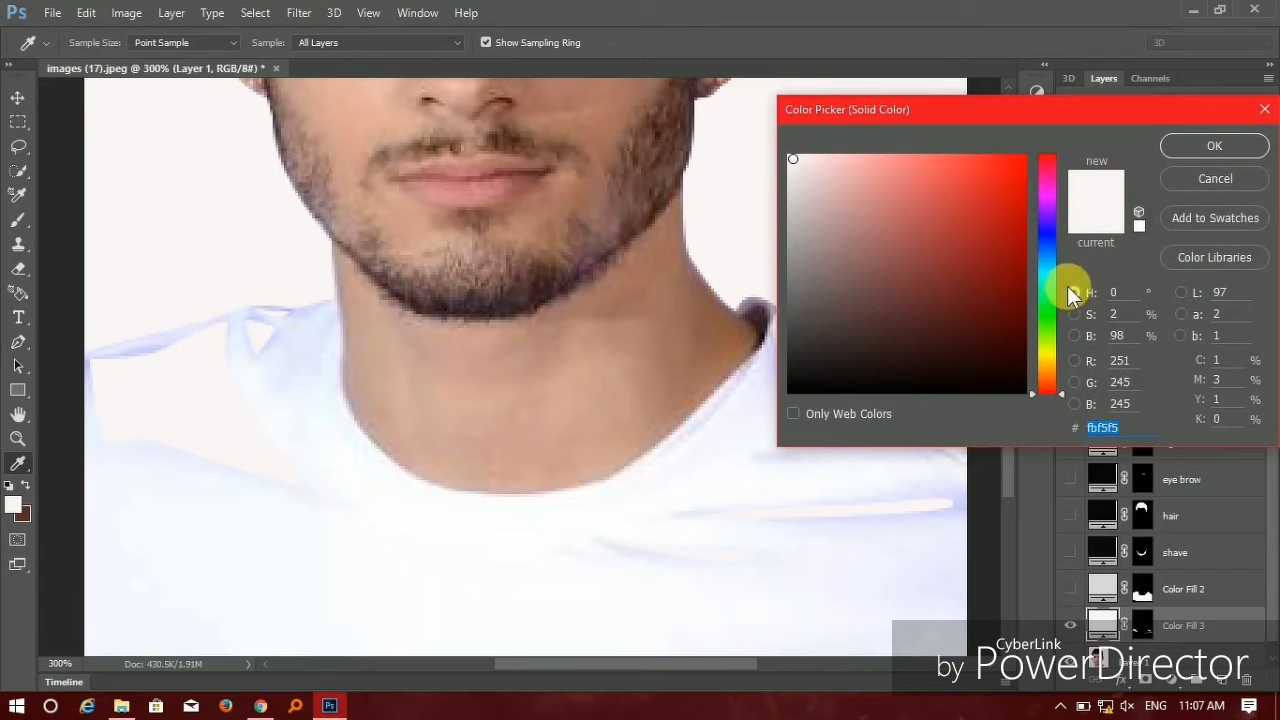 Ps File Edit Image Layer Type Select Filter 3D View Window Help
Sample Size: Point Sample Sample: All Layers Show Sampling Ring 3D
images (17).jpeg @ 300% (Layer 1, RGB/8#) * 3D Layers Channels
Color Picker (Solid Color)
OK
new
Cancel
Add to Swatches
current
Color Libraries
H: 0 ° L: 97
S: 2 % a: 2
B: 98 % b: 1
R: 251 C: 1 %
G: 245 M: 3 %
B: 245 Y: 1 %
Only Web Colors K: 0 %
# fbf5f5
eye brow
hair
shave
Color Fill 2
Color Fill 3
CyberLink
by PowerDirector
300% Doc: 430.5K/1.91M
Timeline
Ps ENG 11:07 AM